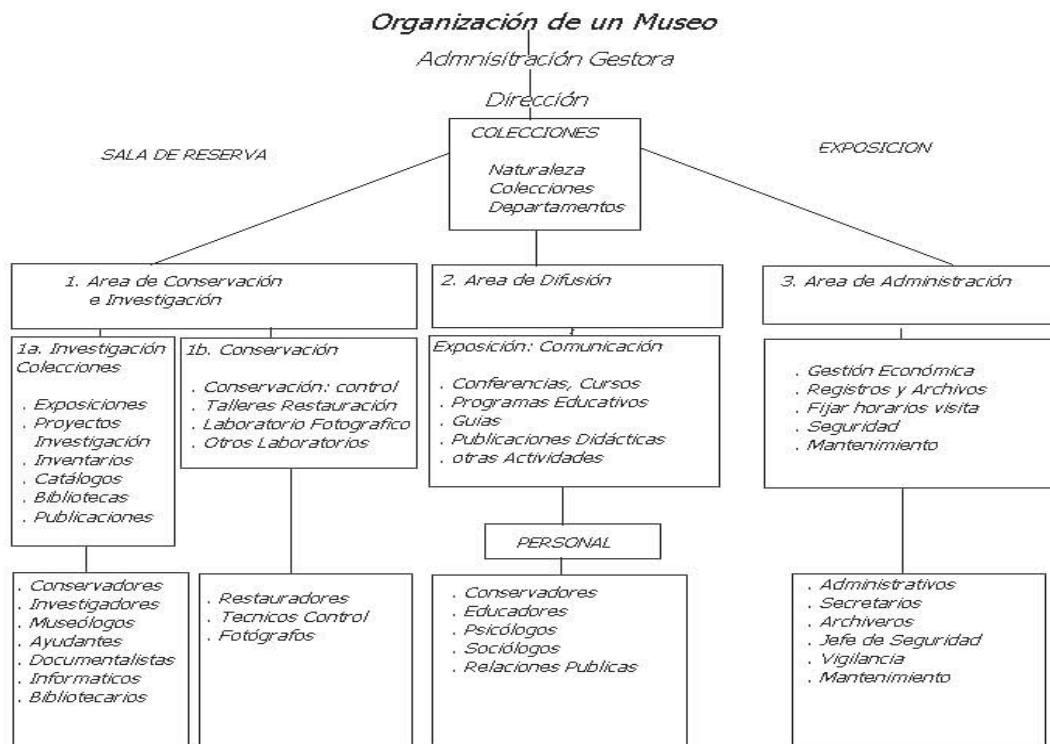 Organización de un Museo
Admnisitración Gestora
Dirección
SALA DE RESERVA
COLECCIONES
Naturaleza
Colecciones
Departamentos
EXPOSICION
1. Area de Conservación
e Investigación
2. Area de Difusión
3. Area de Administración
1a. Investigación
Colecciones
. Exposiciones
. Proyectos
Investigación
. Inventarios
. Catálogos
. Bibliotecas
. Publicaciones
1b. Conservación
. Conservación: control
. Talleres Restauración
. Laboratorio Fotografico
. Otros Laboratorios
Exposición: Comunicación
. Conferencias, Cursos
. Programas Educativos
. Guias
. Publicaciones Didácticas
. otras Actividades
. Gestión Económica
. Registros y Archivos
. Fijar horarios visita
. Seguridad
. Mantenimiento
PERSONAL
. Conservadores
. Investigadores
. Museólogos
. Ayudantes
. Documentalistas
. Informaticos
. Bibliotecarios
. Restauradores
. Tecnicos Control
. Fotógrafos
. Conservadores
. Educadores
. Psicólogos
. Sociólogos
. Relaciones Publicas
. Administrativos
. Secretarios
. Archiveros
. Jefe de Seguridad
. Vigilancia
. Mantenimiento